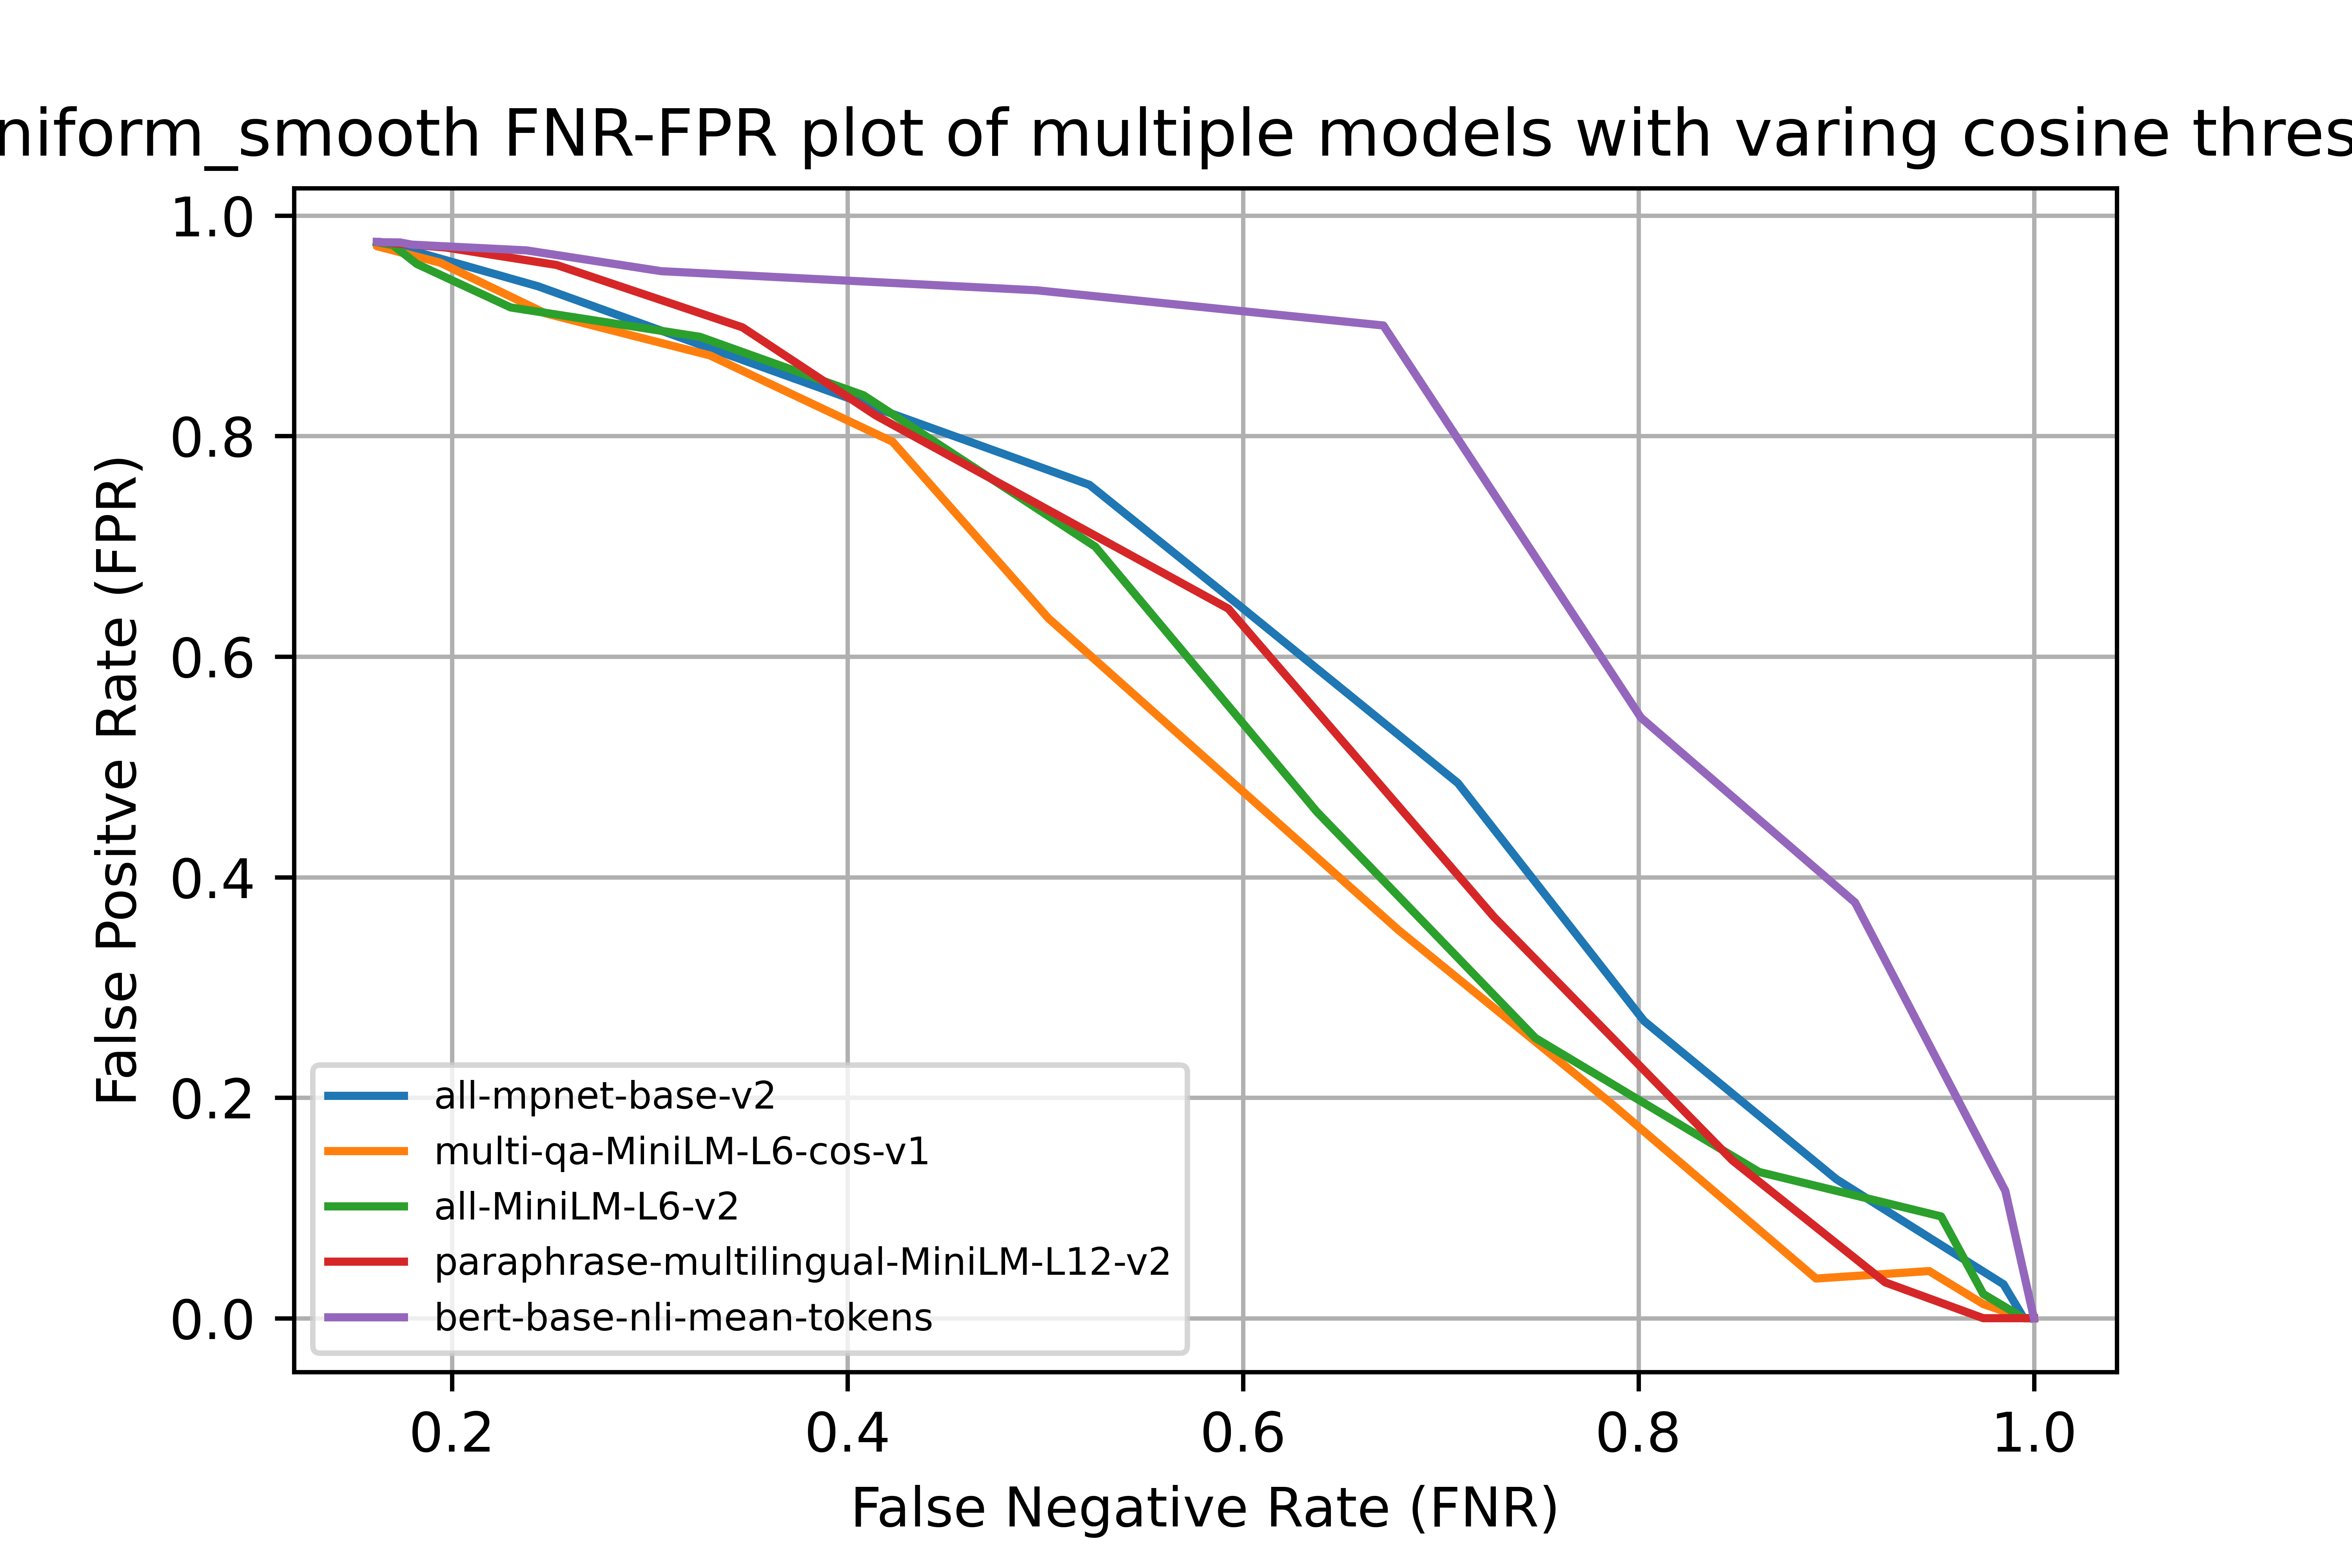 niform_smooth FNR-FPR plot of multiple models with varing cosine thres
1.0
0.8
0.6
0.4
0.2
0.0
False Positve Rate (FPR)
all-mpnet-base-v2
multi-qa-MiniLM-L6-cos-v1
all-MiniLM-L6-v2
paraphrase-multilingual-MiniLM-L12-v2
bert-base-nli-mean-tokens
0.2 0.4 0.6 0.8 1.0
False Negative Rate (FNR)